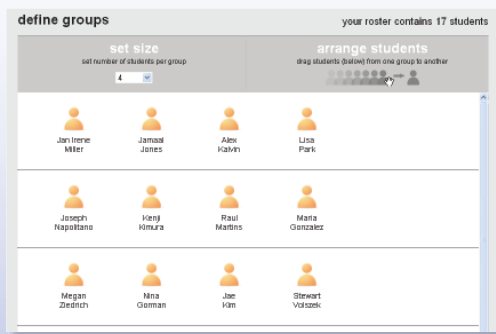 define groups
your roster contains 17 students
set size
set number of students per group
4
arrange students
drag students (below) from one group to another
Jan Irene Miller
Jamaal Jones
Alex Kalvin
Lisa Park
Joseph Napolitano
Kenji Kimura
Raul Martins
Maria Gonzalez
Megan Ziedrich
Nina Gorman
Jae Kim
Stewart Volszek